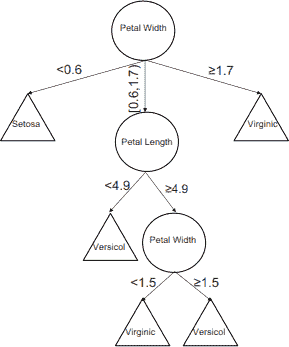 Petal Width
<0.6
[0.6,1.7)
≥1.7
Setosa
Virginic
Petal Length
<4.9
≥4.9
Versicol
Petal Width
<1.5
≥1.5
Virginic
Versicol